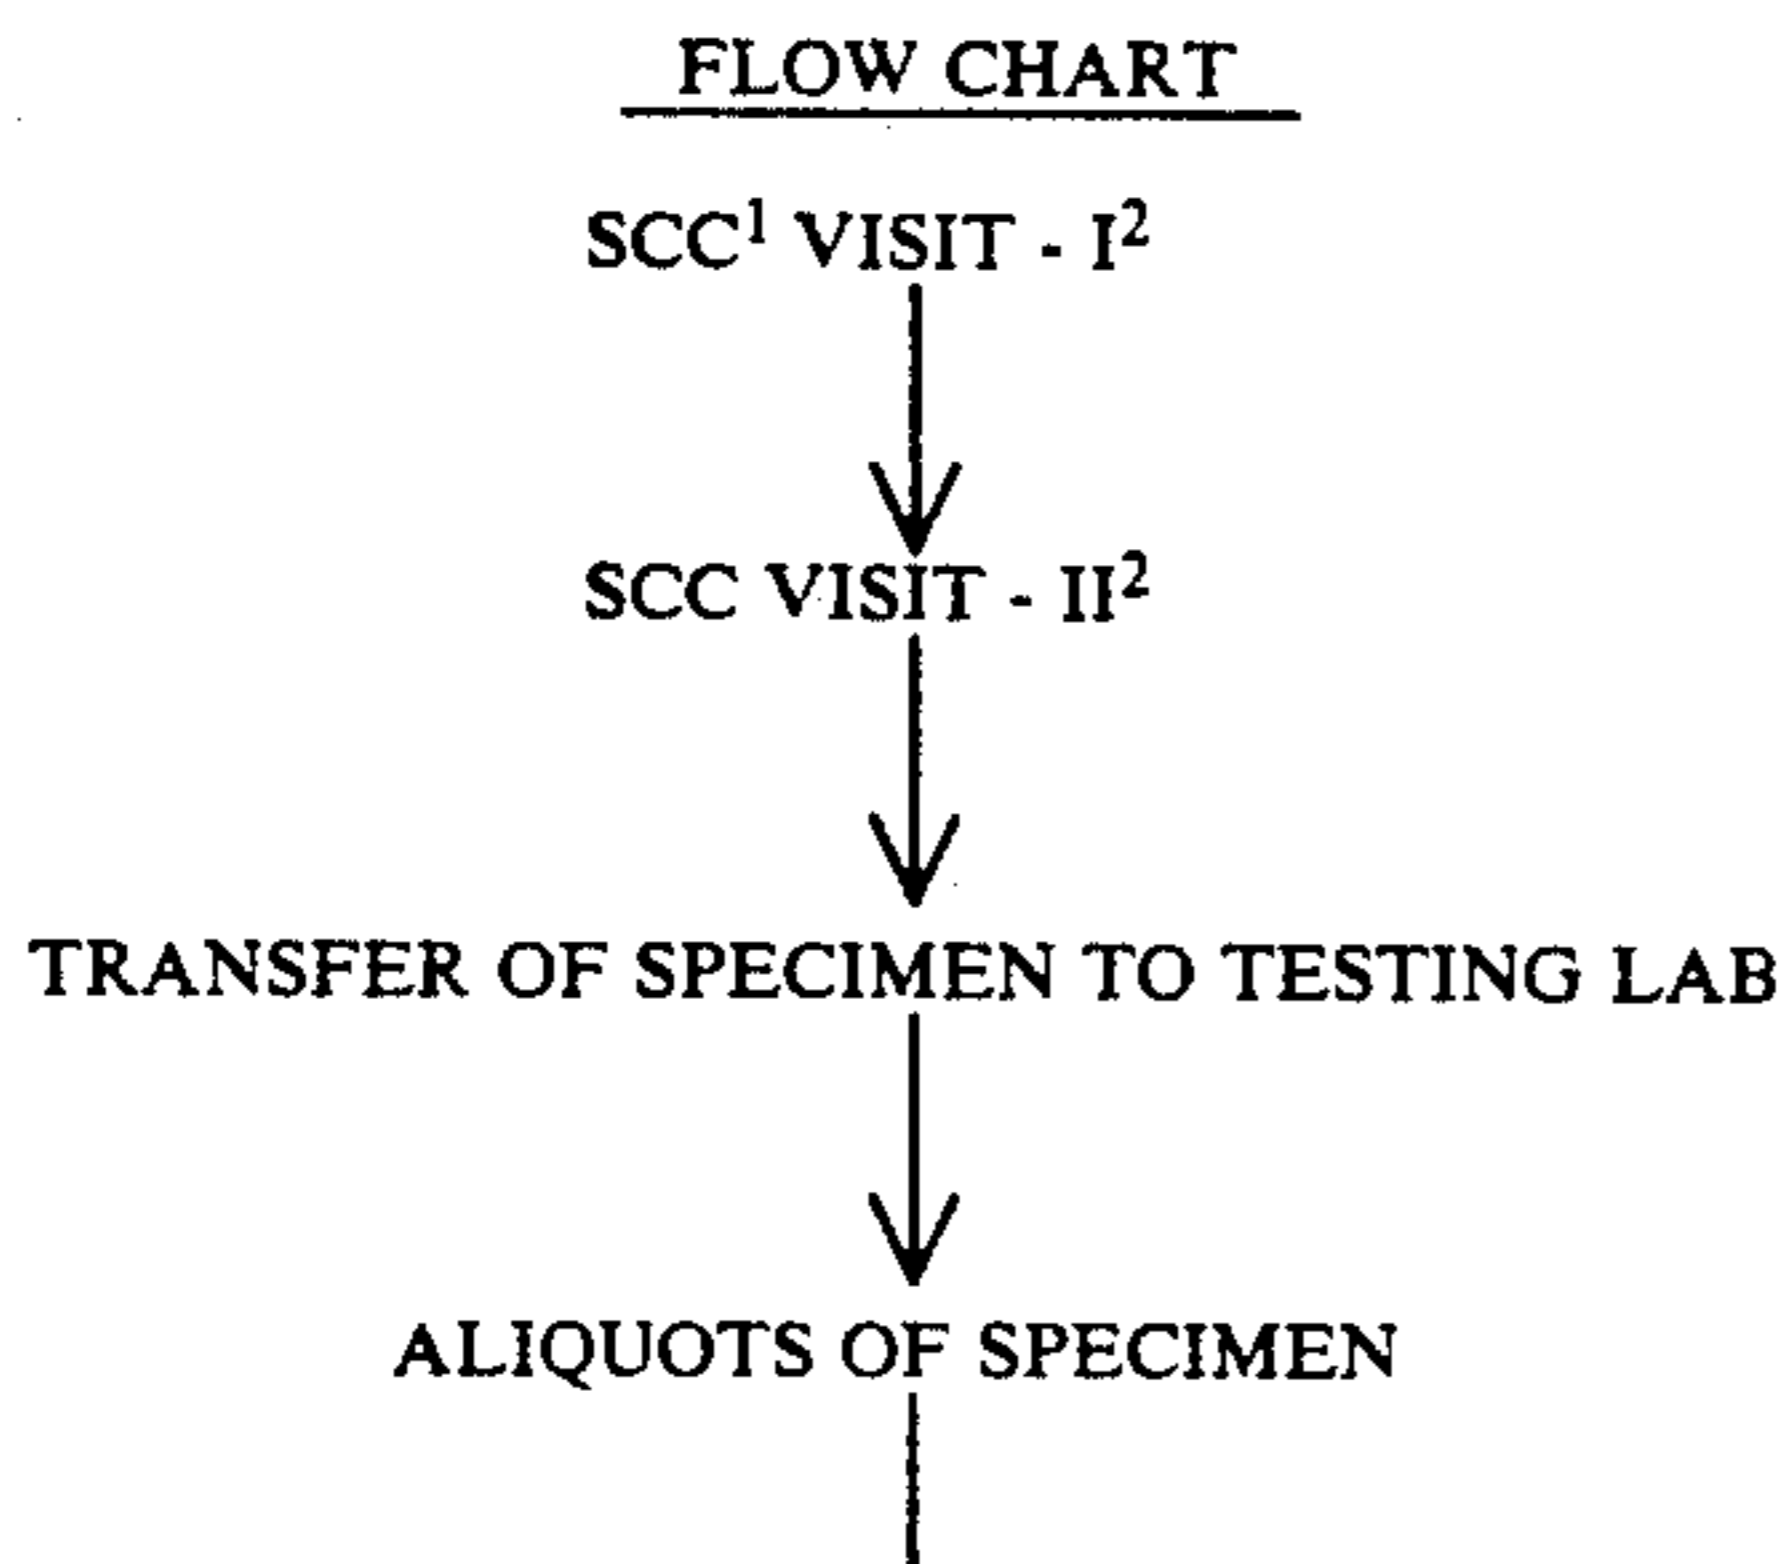 FLOW CHART
SCC¹ VISIT - I²
SCC VISIT - II²
TRANSFER OF SPECIMEN TO TESTING LAB
ALIQUOTS OF SPECIMEN